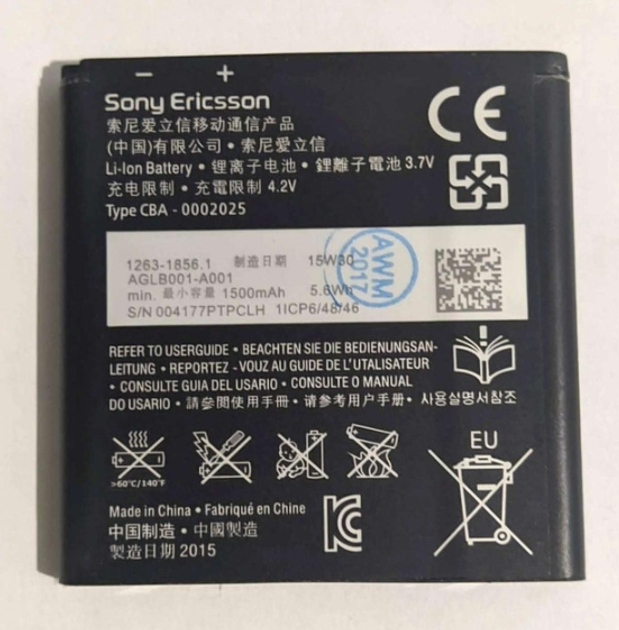 − +
Sony Ericsson
CE
索尼爱立信移动通信产品
(中国)有限公司 • 索尼爱立信
Li-Ion Battery • 锂离子电池 • 鋰離子電池 3.7V
充电限制 • 充電限制 4.2V
Type CBA - 0002025
1263-1856.1 制造日期 15W30
AGLB001-A001
min. 最小容量 1500mAh 5.6Wh
S/N 004177PTPCLH 1ICP6/48/46
AWM
2017
REFER TO USERGUIDE • BEACHTEN SIE DIE BEDIENUNGSAN-
LEITUNG • REPORTEZ - VOUZ AU GUIDE DE L'UTALISATEUR
• CONSULTE GUIA DEL USARIO • CONSULTE O MANUAL
DO USARIO • 請參閱使用手冊 • 请参考用户手册 • 사용설명서참조
>60°C/140°F
EU
Made in China • Fabriqué en Chine
中国制造 • 中國製造
製造日期 2015